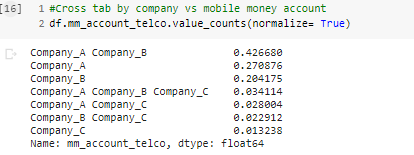 [16] 1 #Cross tab by company vs mobile money account
2 df.mm_account_telco.value_counts(normalize= True)
Company_A Company_B 0.426680
Company_A 0.270876
Company_B 0.204175
Company_A Company_B Company_C 0.034114
Company_A Company_C 0.028004
Company_B Company_C 0.022912
Company_C 0.013238
Name: mm_account_telco, dtype: float64